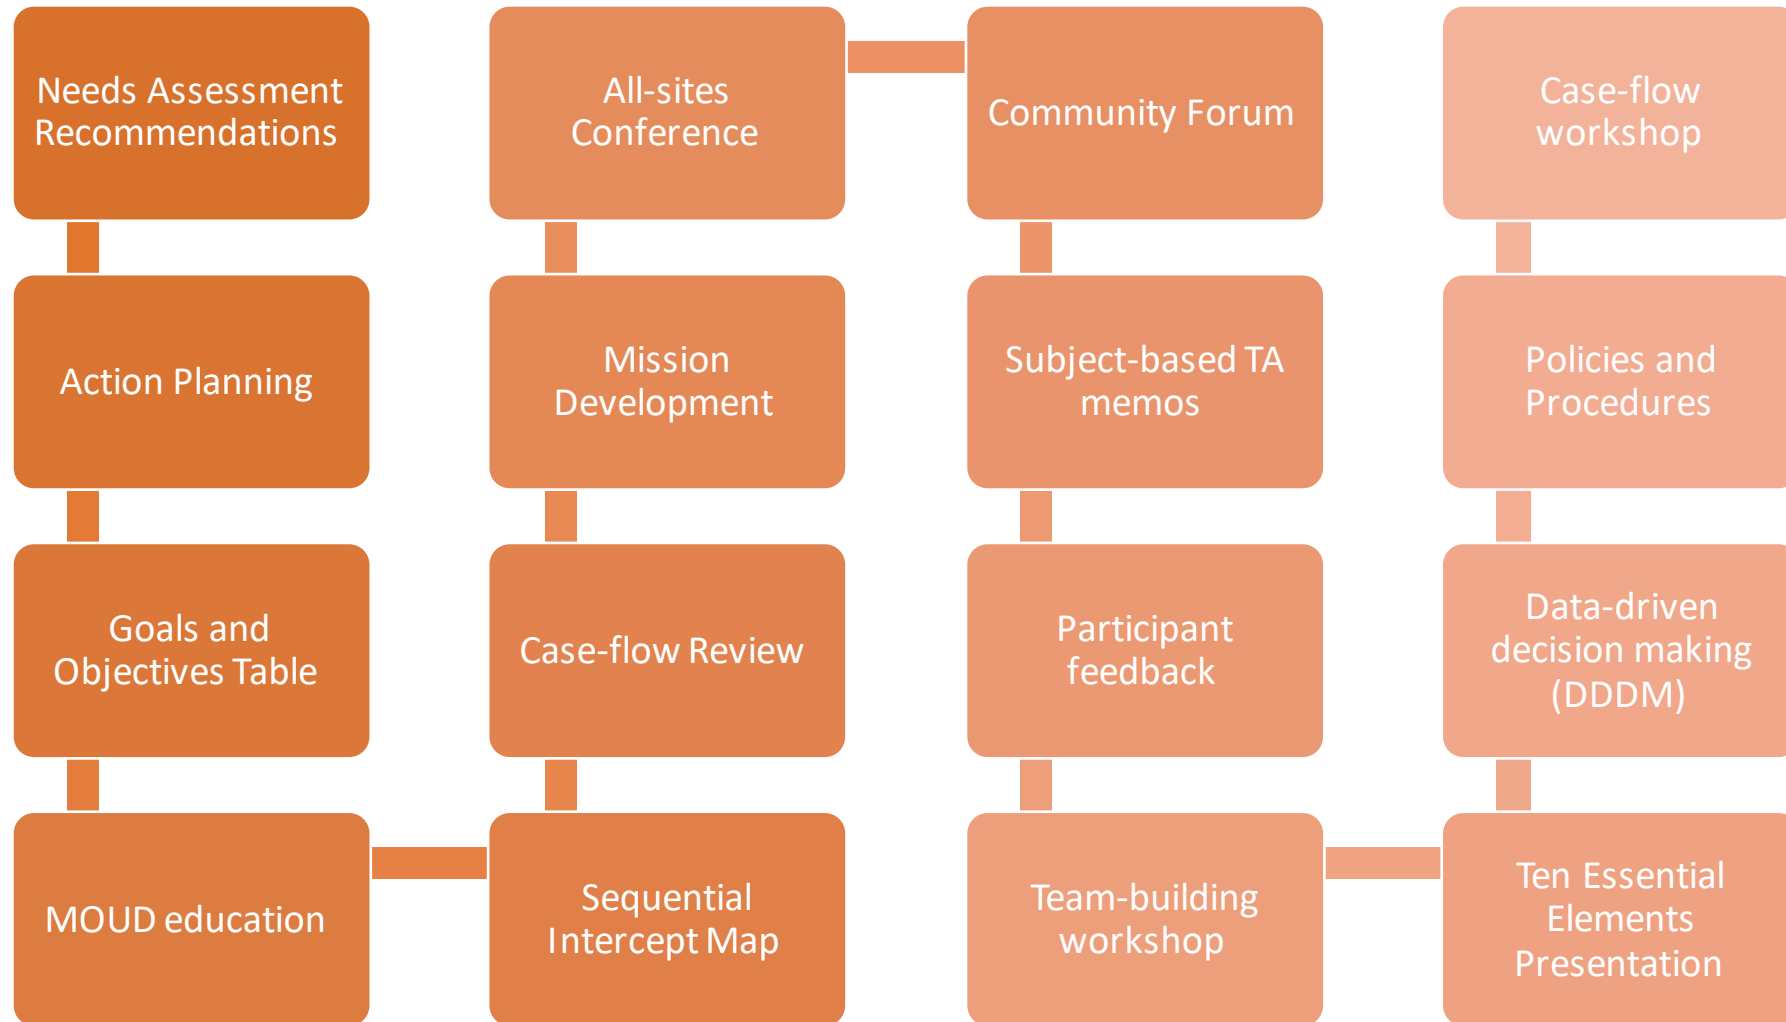 Needs Assessment
Recommendations
Action Planning
Goals and
Objectives Table
MOUD education
Sequential
Intercept Map
Case-flow Review
Mission
Development
All-sites
Conference
Community Forum
Subject-based TA
memos
Participant
feedback
Team-building
workshop
Ten Essential
Elements
Presentation
Data-driven
decision making
(DDDM)
Policies and
Procedures
Case-flow
workshop